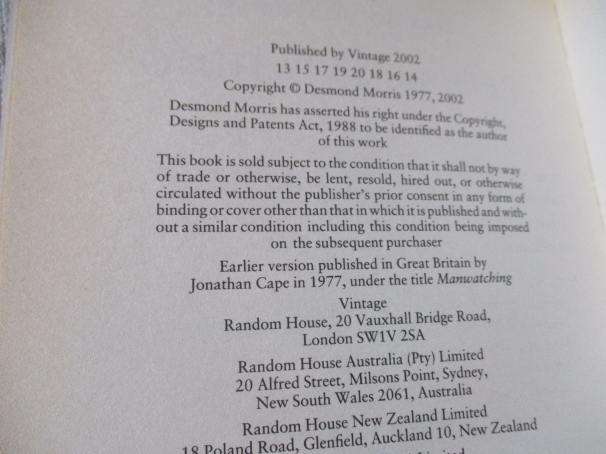 Published by Vintage 2002
13 15 17 19 20 18 16 14
Copyright © Desmond Morris 1977, 2002
Desmond Morris has asserted his right under the Copyright,
Designs and Patents Act, 1988 to be identified as the author
of this work
This book is sold subject to the condition that it shall not by way
of trade or otherwise, be lent, resold, hired out, or otherwise
circulated without the publisher's prior consent in any form of
binding or cover other than that in which it is published and with-
out a similar condition including this condition being imposed
on the subsequent purchaser
Earlier version published in Great Britain by
Jonathan Cape in 1977, under the title Manwatching
Vintage
Random House, 20 Vauxhall Bridge Road,
London SW1V 2SA
Random House Australia (Pty) Limited
20 Alfred Street, Milsons Point, Sydney,
New South Wales 2061, Australia
Random House New Zealand Limited
18 Poland Road, Glenfield, Auckland 10, New Zealand